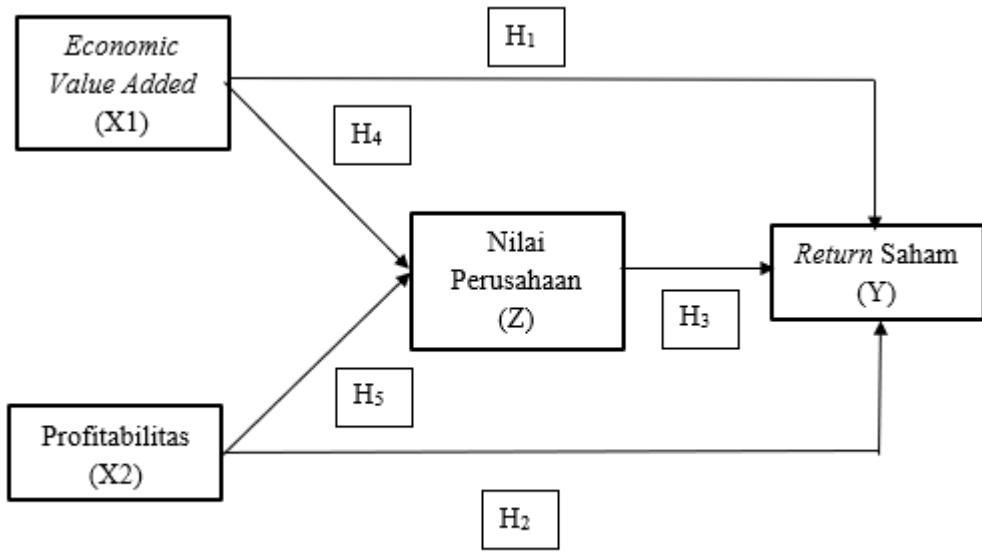 Economic
Value Added
(X1)
H₁
H₄
Nilai
Perusahaan
(Z)
Return Saham
(Y)
H₃
H₅
Profitabilitas
(X2)
H₂